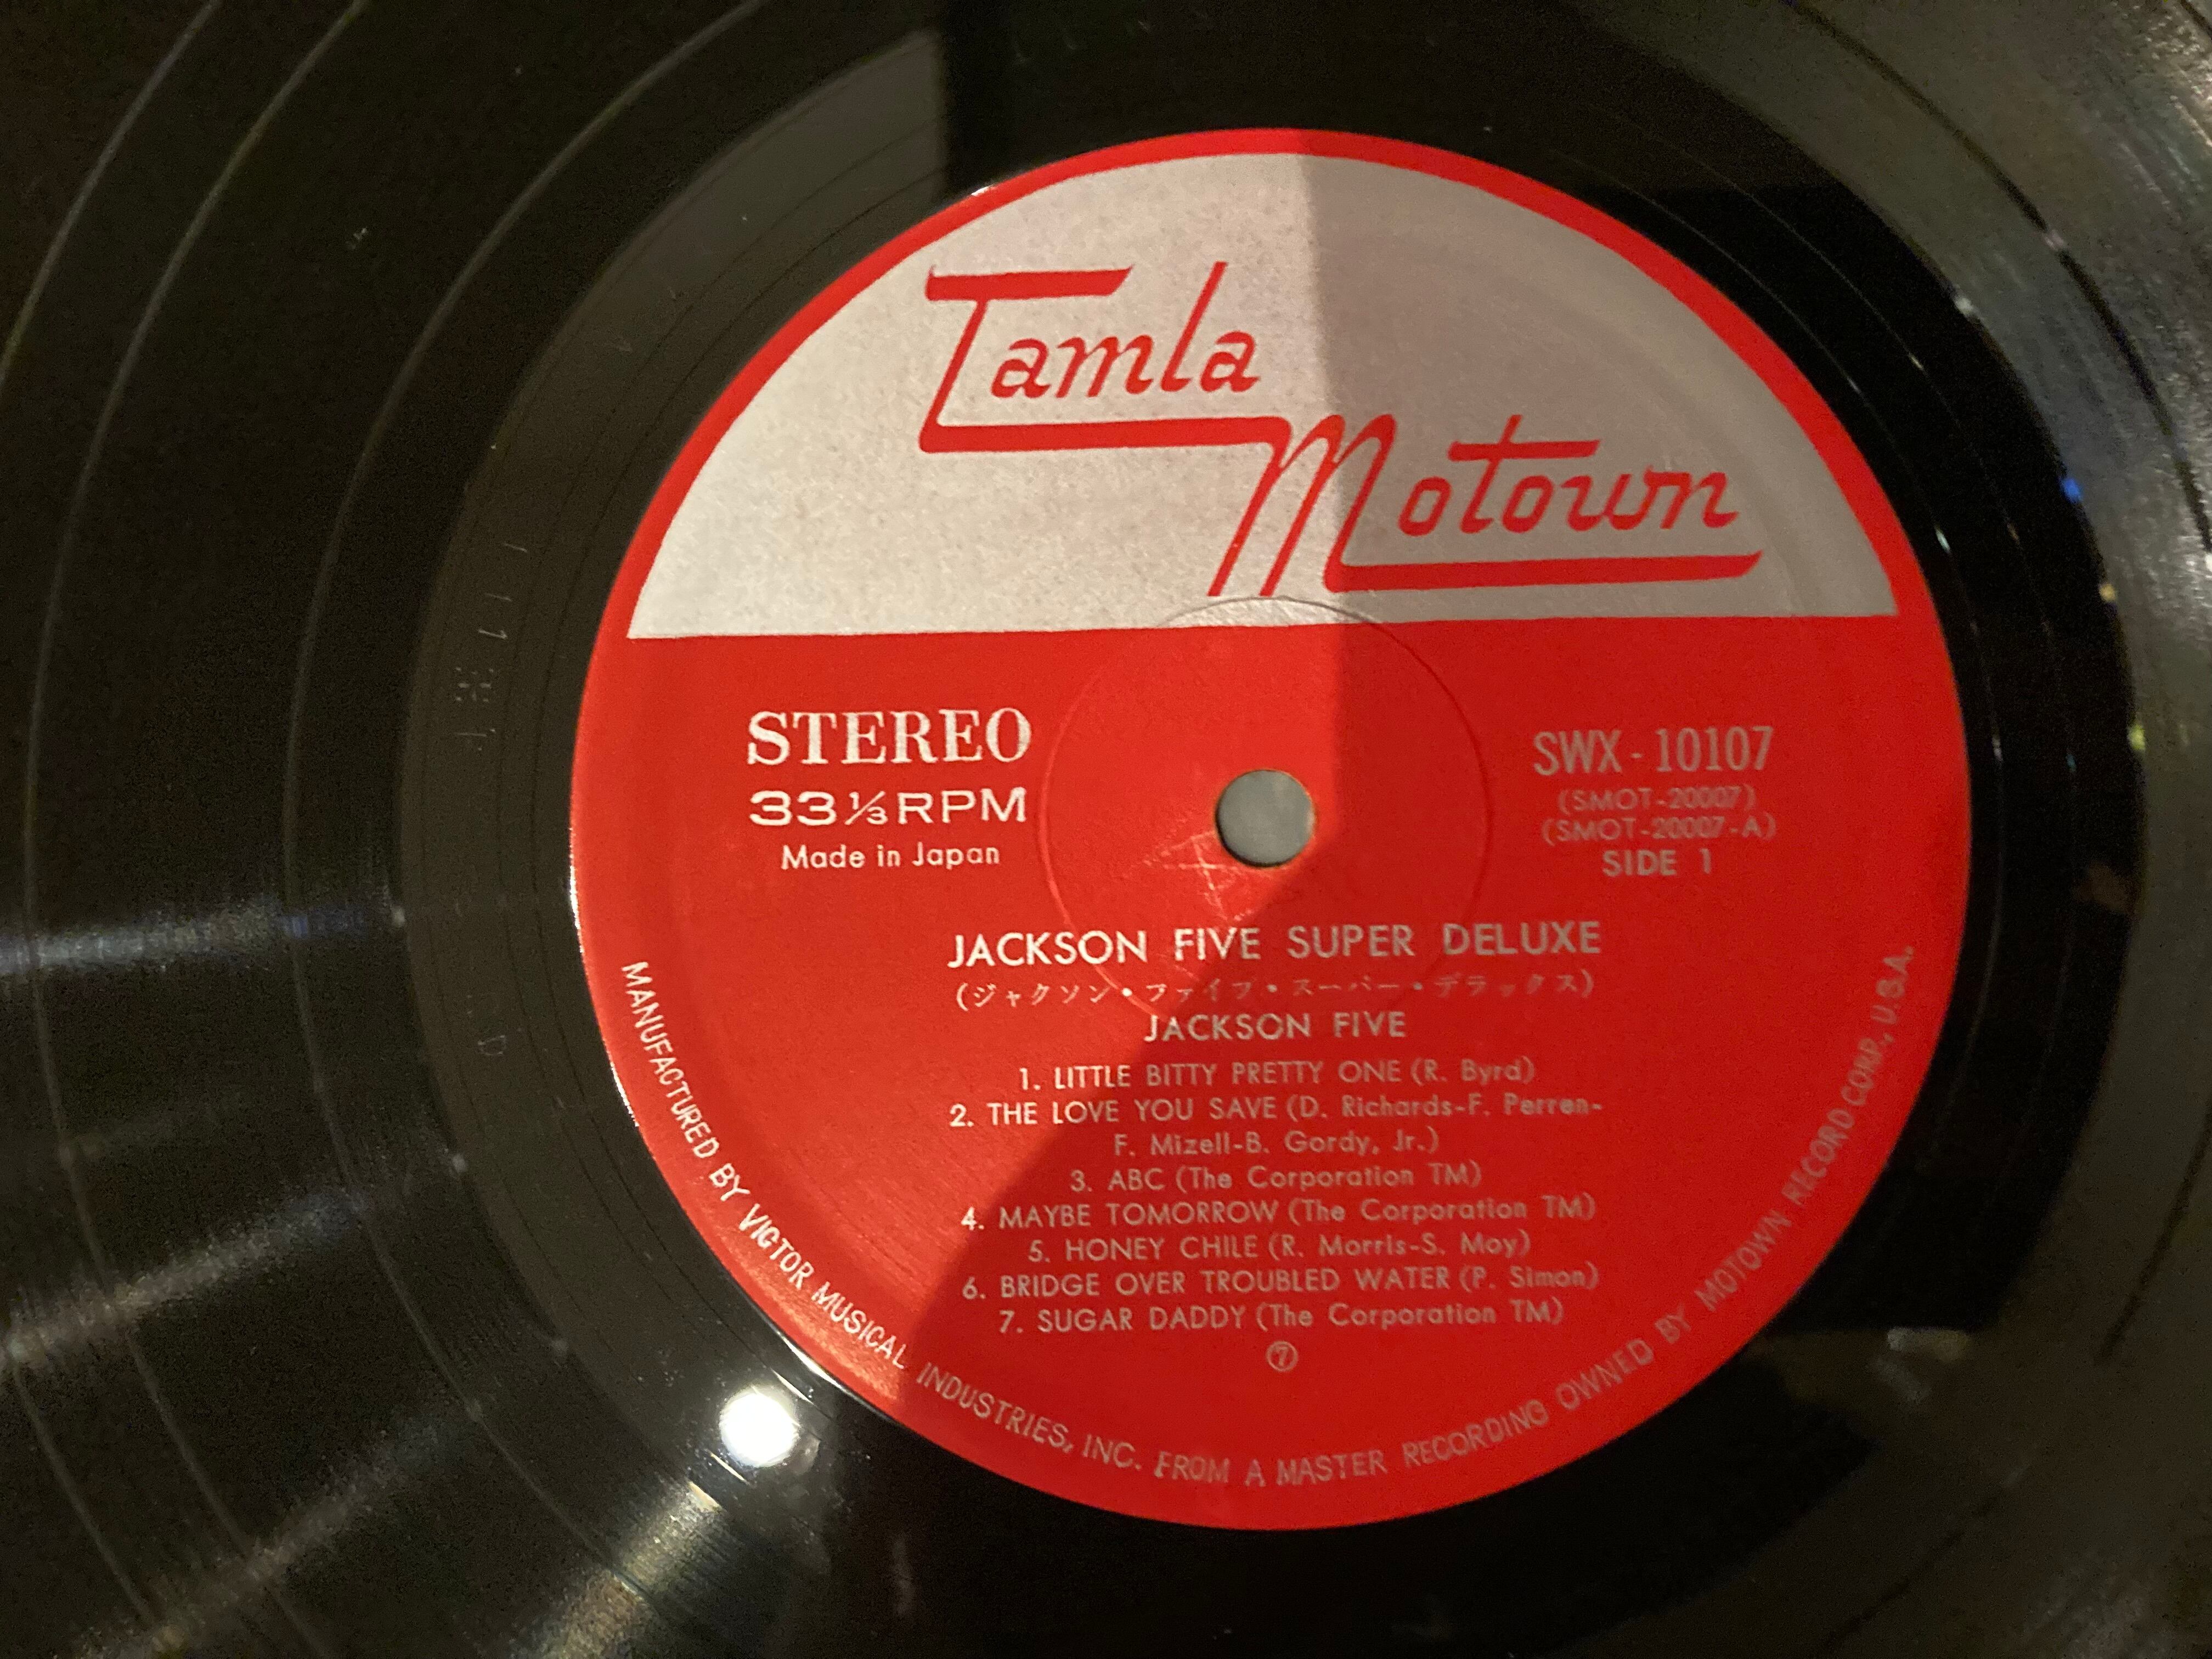 Tamla
Motown
STEREO
33⅓RPM
Made in Japan
SWX-10107
(SMOT-20007)
(SMOT-20007-A)
SIDE 1
JACKSON FIVE SUPER DELUXE
(ジャクソン・ファイブ・スーパー・デラックス)
JACKSON FIVE
1. LITTLE BITTY PRETTY ONE (R. Byrd)
2. THE LOVE YOU SAVE (D. Richards-F. Perren-
F. Mizell-B. Gordy, Jr.)
3. ABC (The Corporation TM)
4. MAYBE TOMORROW (The Corporation TM)
5. HONEY CHILE (R. Morris-S. Moy)
6. BRIDGE OVER TROUBLED WATER (P. Simon)
7. SUGAR DADDY (The Corporation TM)
⑦
MANUFACTURED BY VICTOR MUSICAL INDUSTRIES, INC. FROM A MASTER RECORDING OWNED BY MOTOWN RECORD CORP., U.S.A.